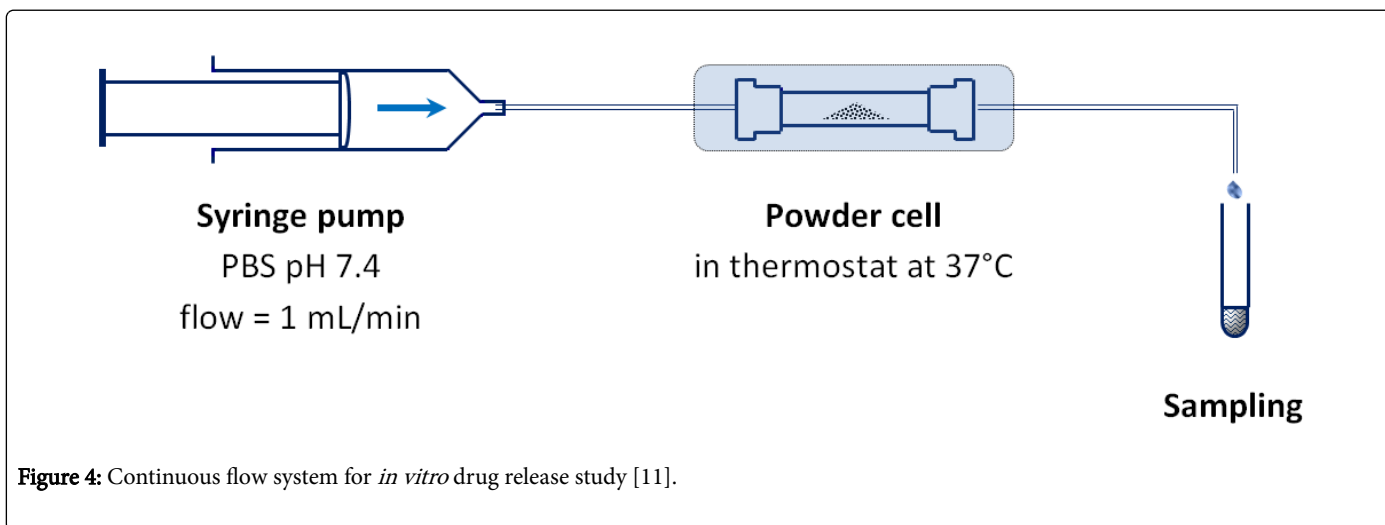 Syringe pump
PBS pH 7.4
flow = 1 mL/min
Powder cell
in thermostat at 37°C
Sampling
Figure 4: Continuous flow system for in vitro drug release study [11].